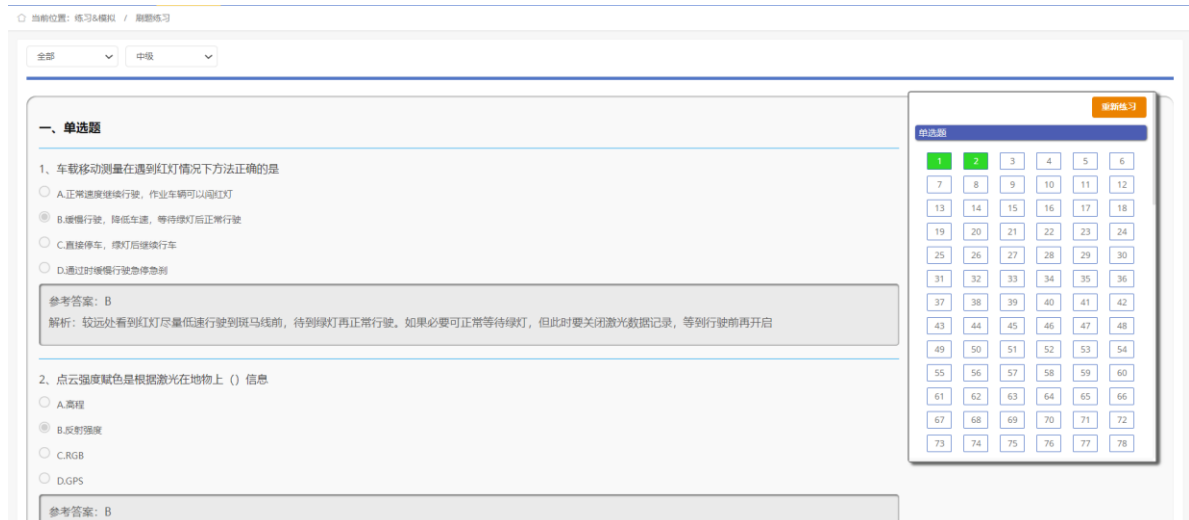 当前位置：练习&模拟 / 刷题练习
全部 中级
重新练习
一、单选题
单选题
1、车载移动测量在遇到红灯情况下方法正确的是
A.正常速度继续行驶，作业车辆可以闯红灯
B.缓慢行驶，降低车速，等待绿灯后正常行驶
C.直接停车，绿灯后继续行车
D.通过时缓慢行驶急停急刹
参考答案：B
解析：较远处看到红灯尽量低速行驶到斑马线前，待到绿灯再正常行驶。如果必要可正常等待绿灯，但此时要关闭激光数据记录，等到行驶前再开启
2、点云强度赋色是根据激光在地物上（）信息
A.高程
B.反射强度
C.RGB
D.GPS
参考答案：B
1 2 3 4 5 6
7 8 9 10 11 12
13 14 15 16 17 18
19 20 21 22 23 24
25 26 27 28 29 30
31 32 33 34 35 36
37 38 39 40 41 42
43 44 45 46 47 48
49 50 51 52 53 54
55 56 57 58 59 60
61 62 63 64 65 66
67 68 69 70 71 72
73 74 75 76 77 78